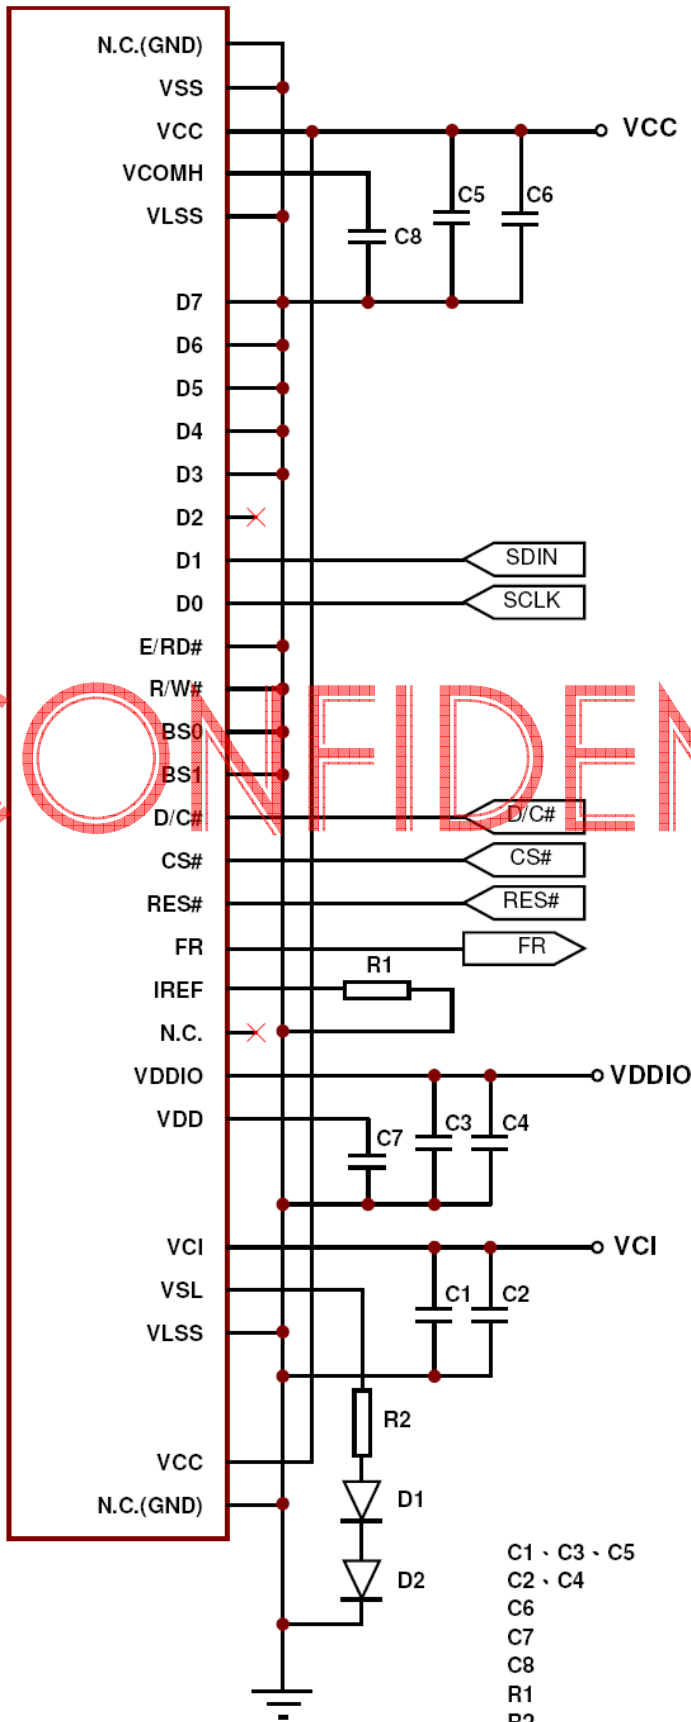 N.C.(GND)
VSS
VCC
VCC
VCOMH
C5
C6
VLSS
C8
D7
D6
D5
D4
D3
D2
D1
SDIN
D0
SCLK
E/RD#
R/W#
BS0
BS1
CONFIDEN
D/C#
D/C#
CS#
CS#
RES#
RES#
FR
FR
R1
IREF
N.C.
VDDIO
VDDIO
VDD
C7
C3
C4
VCI
VCI
VSL
C1
C2
VLSS
R2
VCC
N.C.(GND)
D1
D2
C1、C3、C5
C2、C4
C6
C7
C8
R1
R2